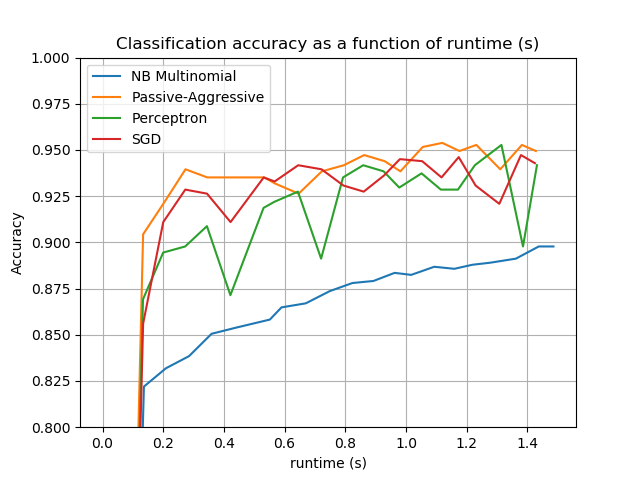 Classification accuracy as a function of runtime (s)
NB Multinomial
Passive-Aggressive
Perceptron
SGD
1.000
0.975
0.950
0.925
0.900
0.875
0.850
0.825
0.800
Accuracy
0.0 0.2 0.4 0.6 0.8 1.0 1.2 1.4
runtime (s)